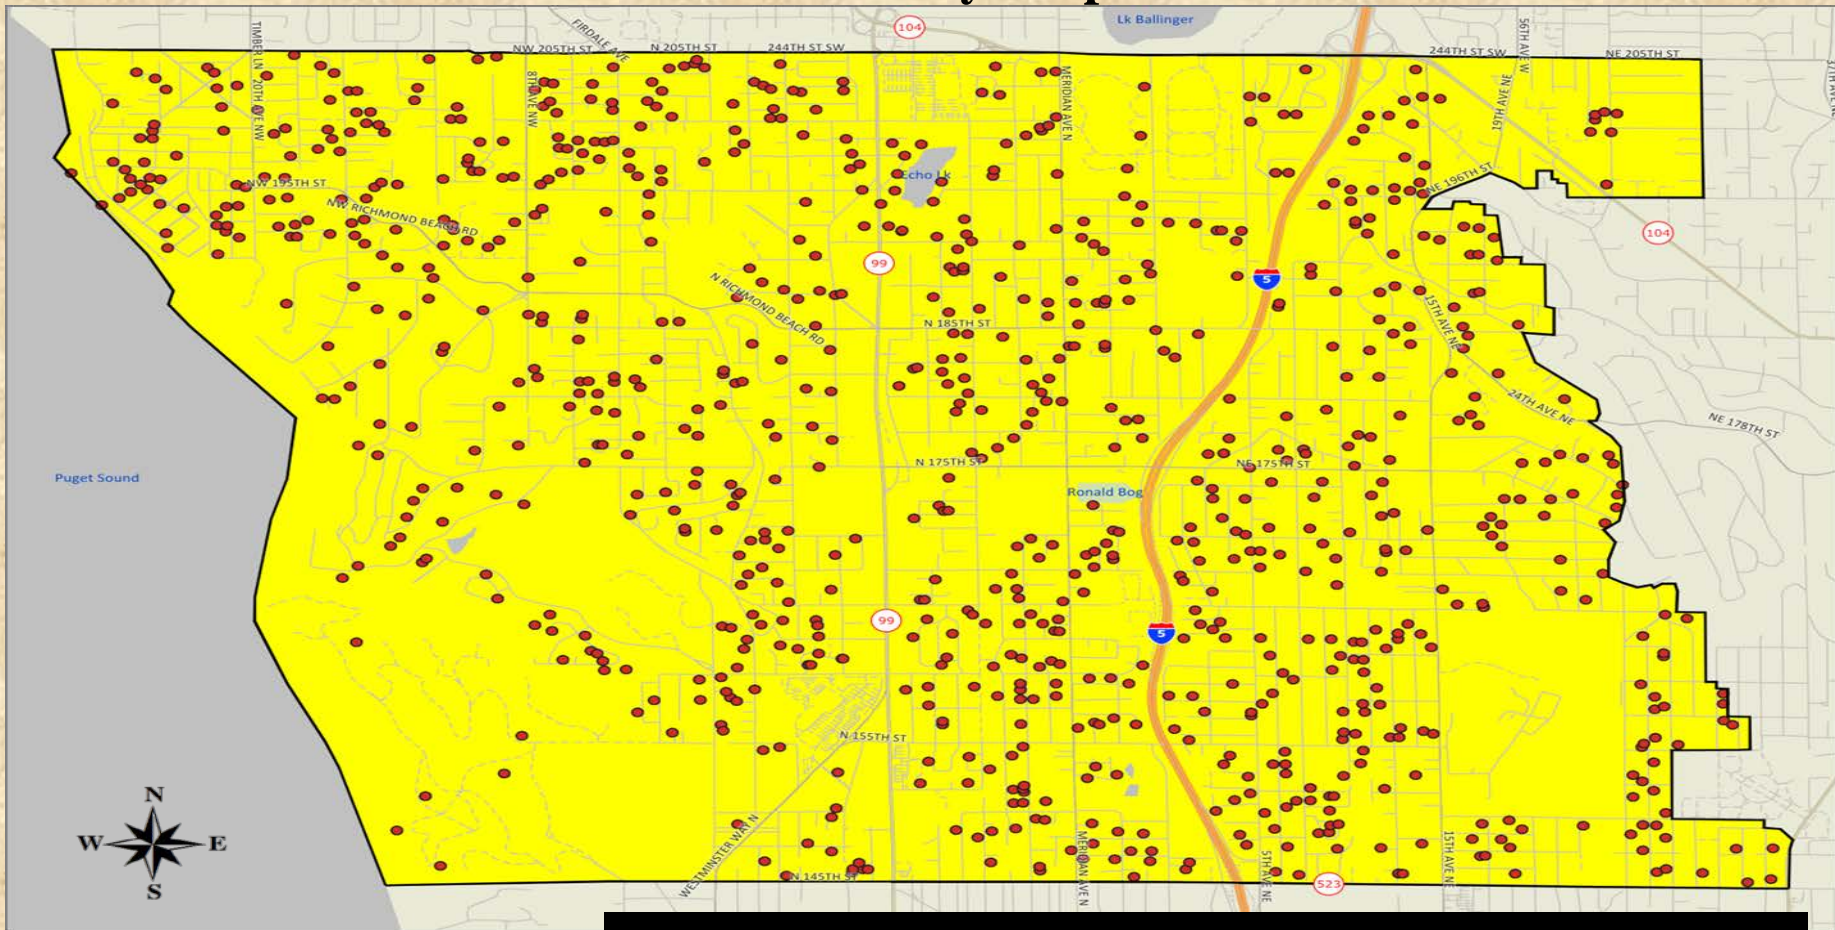 Lk Ballinger
104
FIRDALE AVE
NW 205TH ST
N 205TH ST
244TH ST SW
244TH ST SW
56TH AVE W
NE 205TH ST
TIMBER LN
20TH AVE NW
8TH AVE NW
MERIDIAN AVE N
19TH AVE NE
Echo Lk
NW 195TH ST
NE 196TH ST
NW RICHMOND BEACH RD
104
99
5
N RICHMOND BEACH RD
N 185TH ST
15TH AVE NE
24TH AVE NE
NE 178TH ST
N 175TH ST
NE 175TH ST
Puget Sound
Ronald Bog
99
5
N 155TH ST
N
W E
S
WESTMINSTER WAY N
MERIDIAN AVE N
5TH AVE NE
15TH AVE NE
N 145TH ST
523